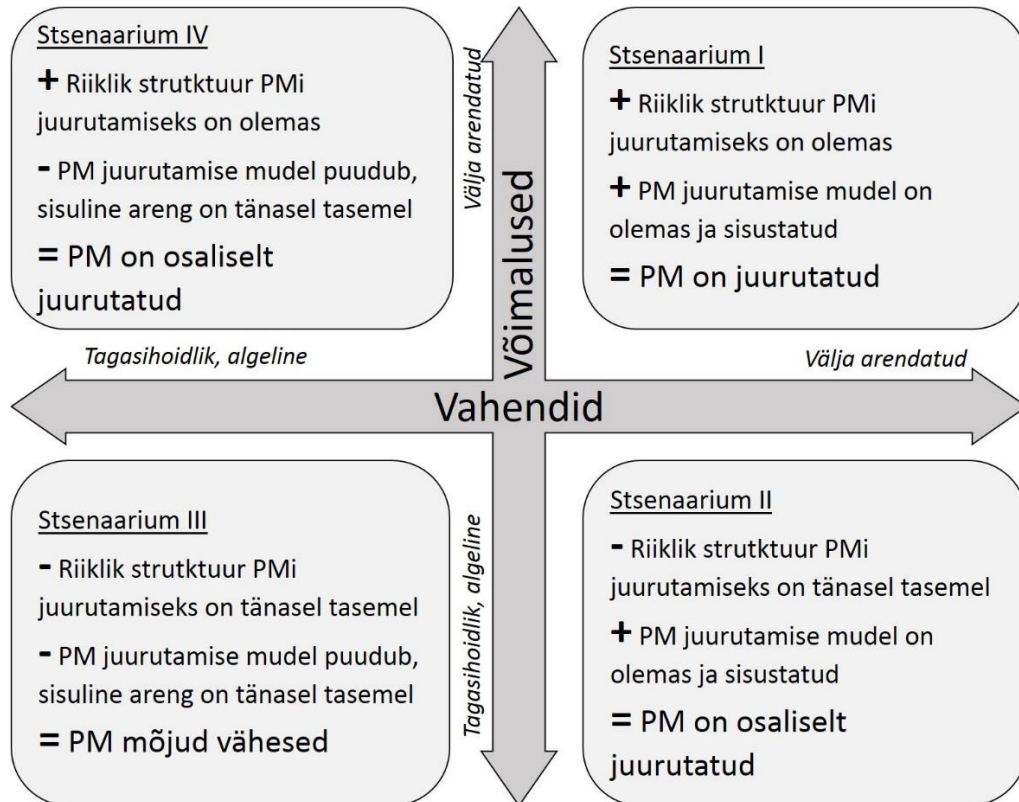 Stsenaarium IV
+ Riiklik strutktuur PMi
juurutamiseks on olemas
- PM juurutamise mudel puudub,
sisuline areng on tänasel tasemel
= PM on osaliselt
juurutatud
Välja arendatud
Võimalused
Stsenaarium I
+ Riiklik strutktuur PMi
juurutamiseks on olemas
+ PM juurutamise mudel on
olemas ja sisustatud
= PM on juurutatud
Tagasihoidlik, algeline
Välja arendatud
Vahendid
Stsenaarium III
- Riiklik strutktuur PMi
juurutamiseks on tänasel tasemel
- PM juurutamise mudel puudub,
sisuline areng on tänasel tasemel
= PM mõjud vähesed
Tagasihoidlik, algeline
Stsenaarium II
- Riiklik strutktuur PMi
juurutamiseks on tänasel tasemel
+ PM juurutamise mudel on
olemas ja sisustatud
= PM on osaliselt
juurutatud